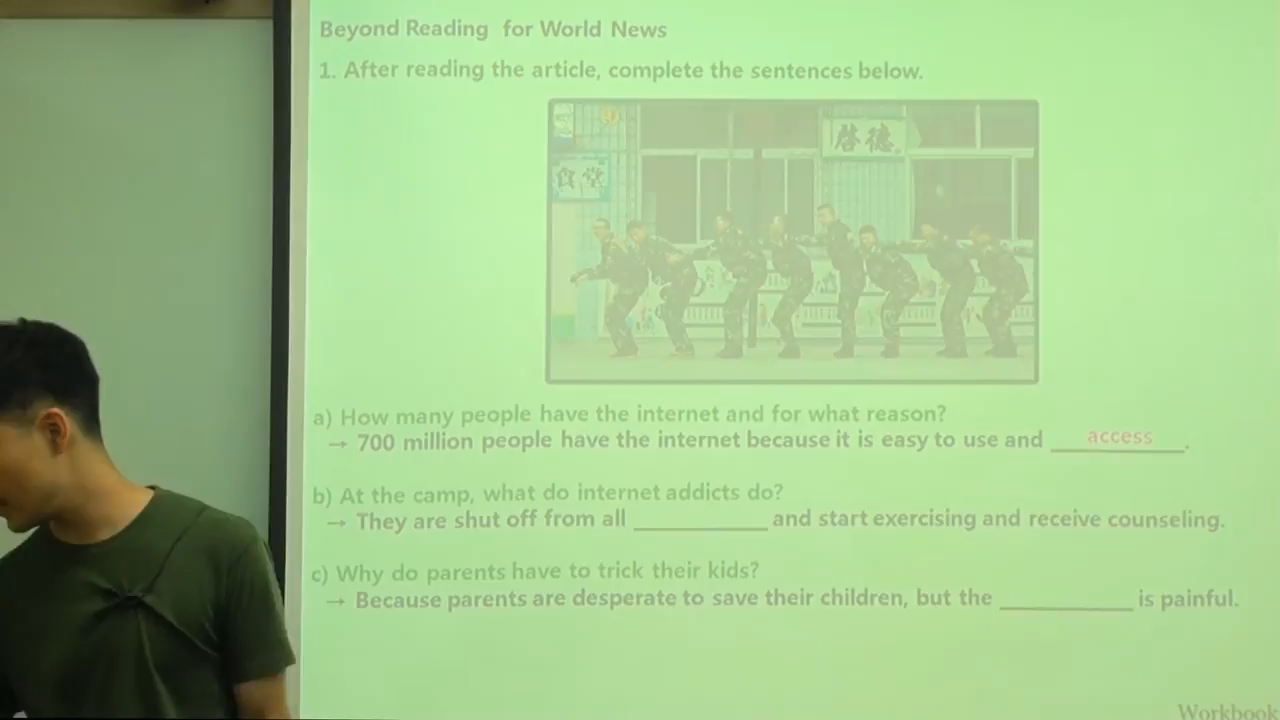 Beyond Reading for World News
1. After reading the article, complete the sentences below.
啓德
食堂
a) How many people have the internet and for what reason?
→ 700 million people have the internet because it is easy to use and access.
b) At the camp, what do internet addicts do?
→ They are shut off from all __________ and start exercising and receive counseling.
c) Why do parents have to trick their kids?
→ Because parents are desperate to save their children, but the __________ is painful.
Workbook